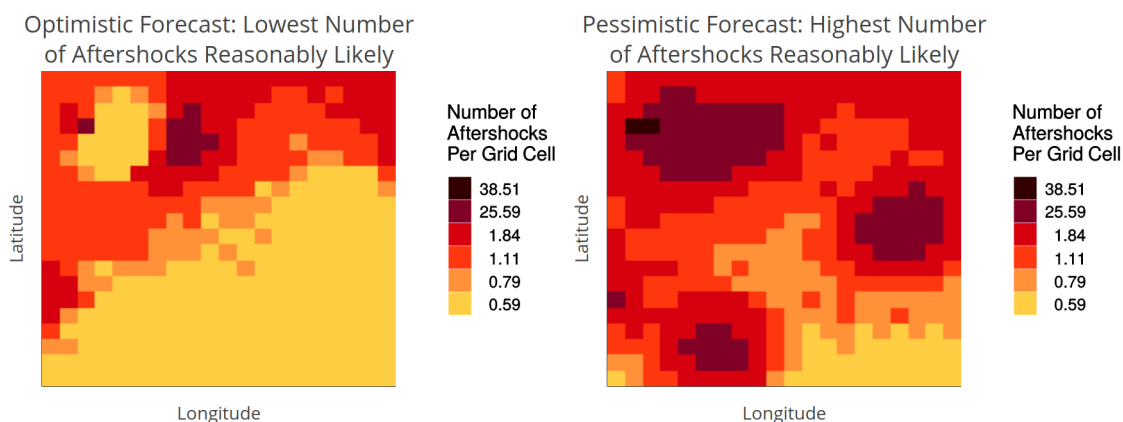 Optimistic Forecast: Lowest Number
of Aftershocks Reasonably Likely
Latitude
Longitude
Number of
Aftershocks
Per Grid Cell
38.51
25.59
1.84
1.11
0.79
0.59
Pessimistic Forecast: Highest Number
of Aftershocks Reasonably Likely
Latitude
Longitude
Number of
Aftershocks
Per Grid Cell
38.51
25.59
1.84
1.11
0.79
0.59